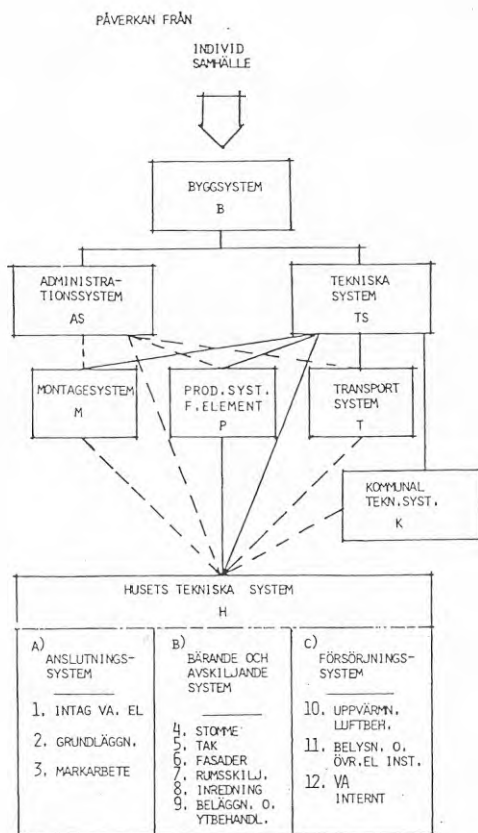 PÅVERKAN FRÅN
INDIVID
SAMHÄLLE
BYGGSYSTEM
B
ADMINISTRA-
TIONSSYSTEM
AS
TEKNISKA
SYSTEM
TS
MONTAGESYSTEM
M
PROD.SYST.
F.ELEMENT
P
TRANSPORT
SYSTEM
T
KOMMUNAL
TEKN.SYST.
K
HUSETS TEKNISKA SYSTEM
H
A)
ANSLUTNINGS-
SYSTEM
1. INTAG VA. EL
2. GRUNDLÄGGN.
3. MARKARBETE
B)
BÄRANDE OCH
AVSKILJANDE
SYSTEM
4. STOMME
5. TAK
6. FASADER
7. RUMSSKILJ.
8. INREDNING
9. BELÄGGN. O.
YTBEHANDL.
C)
FÖRSÖRJNINGS-
SYSTEM
10. UPPVÄRMN.
LUFTBEH.
11. BELYSN. O.
ÖVR.EL INST.
12. VA
INTERNT